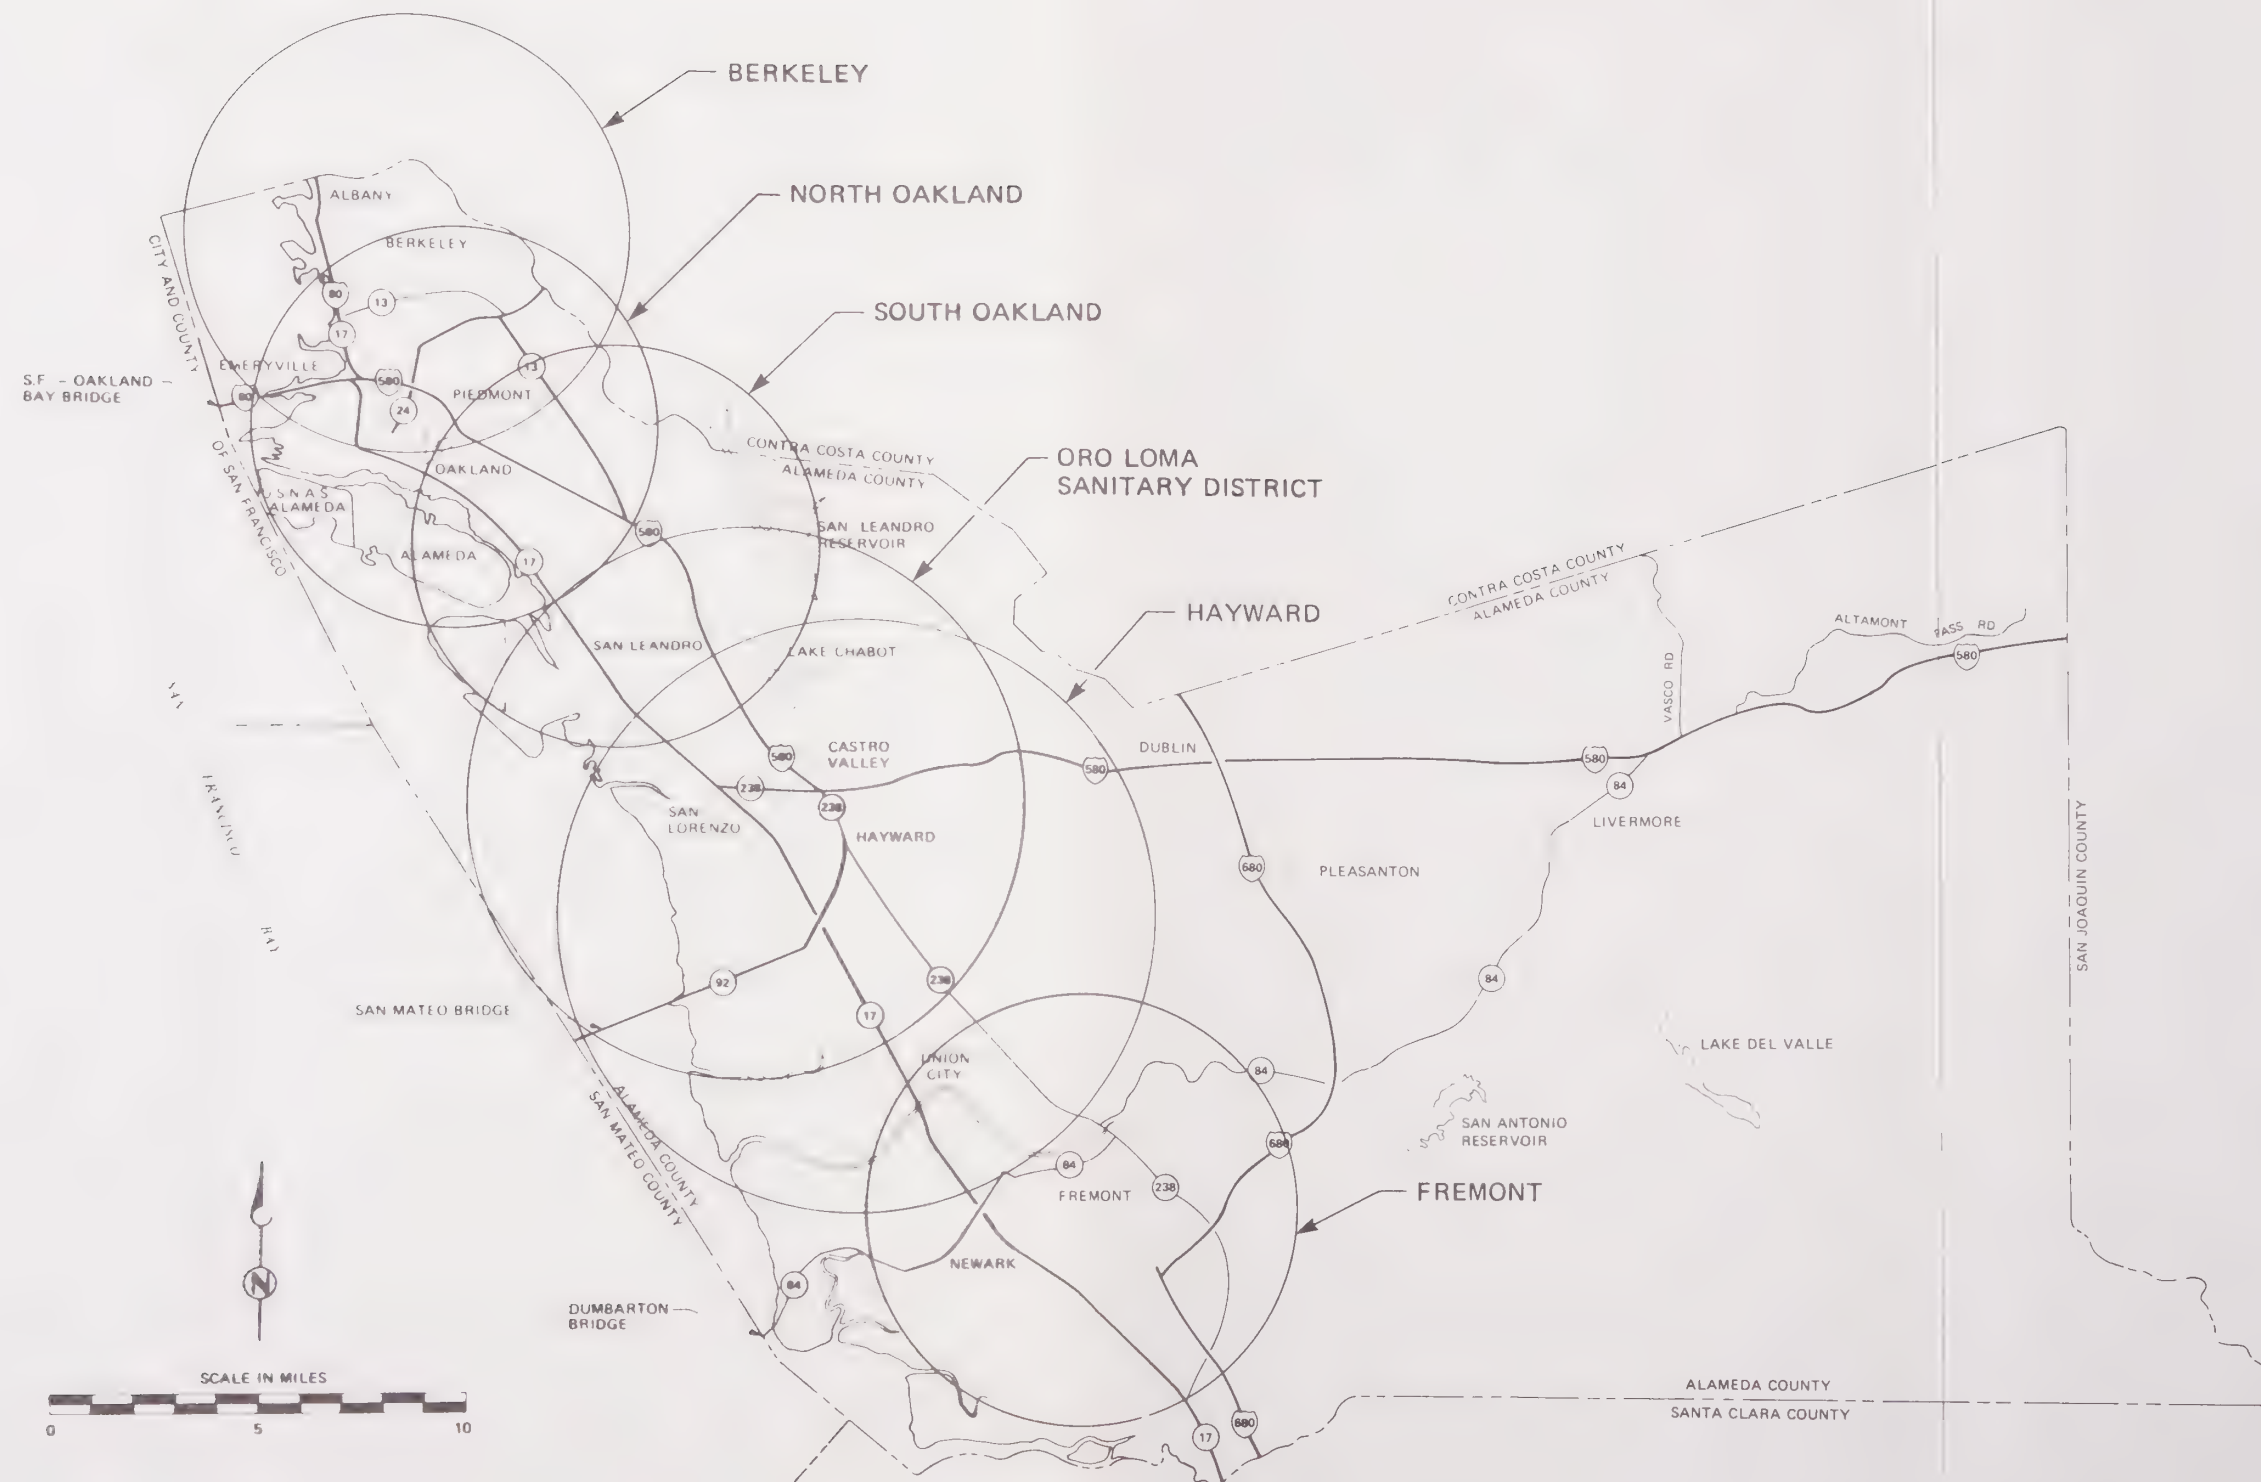 BERKELEY
NORTH OAKLAND
SOUTH OAKLAND
ORO LOMA
SANITARY DISTRICT
HAYWARD
FREMONT
ALBANY
BERKELEY
CITY AND COUNTY
OF SAN FRANCISCO
80
13
17
EMERYVILLE
S.F - OAKLAND -
BAY BRIDGE
80
580
13
24
PIEDMONT
OAKLAND
CONTRA COSTA COUNTY
ALAMEDA COUNTY
U S N A S
ALAMEDA
ALAMEDA
17
580
SAN LEANDRO
RESERVOIR
SAN LEANDRO
LAKE CHABOT
CONTRA COSTA COUNTY
ALAMEDA COUNTY
ALTAMONT PASS RD
580
VASCO RD
SAN
FRANCISCO
BAY
580
CASTRO
VALLEY
238
238
580
DUBLIN
580
84
LIVERMORE
SAN
LORENZO
HAYWARD
680
PLEASANTON
SAN JOAQUIN COUNTY
92
238
84
SAN MATEO BRIDGE
17
UNION
CITY
84
LAKE DEL VALLE
SAN ANTONIO
RESERVOIR
ALAMEDA COUNTY
SAN MATEO COUNTY
680
84
238
FREMONT
NEWARK
84
DUMBARTON
BRIDGE
N
SCALE IN MILES
0 5 10
ALAMEDA COUNTY
SANTA CLARA COUNTY
680
17